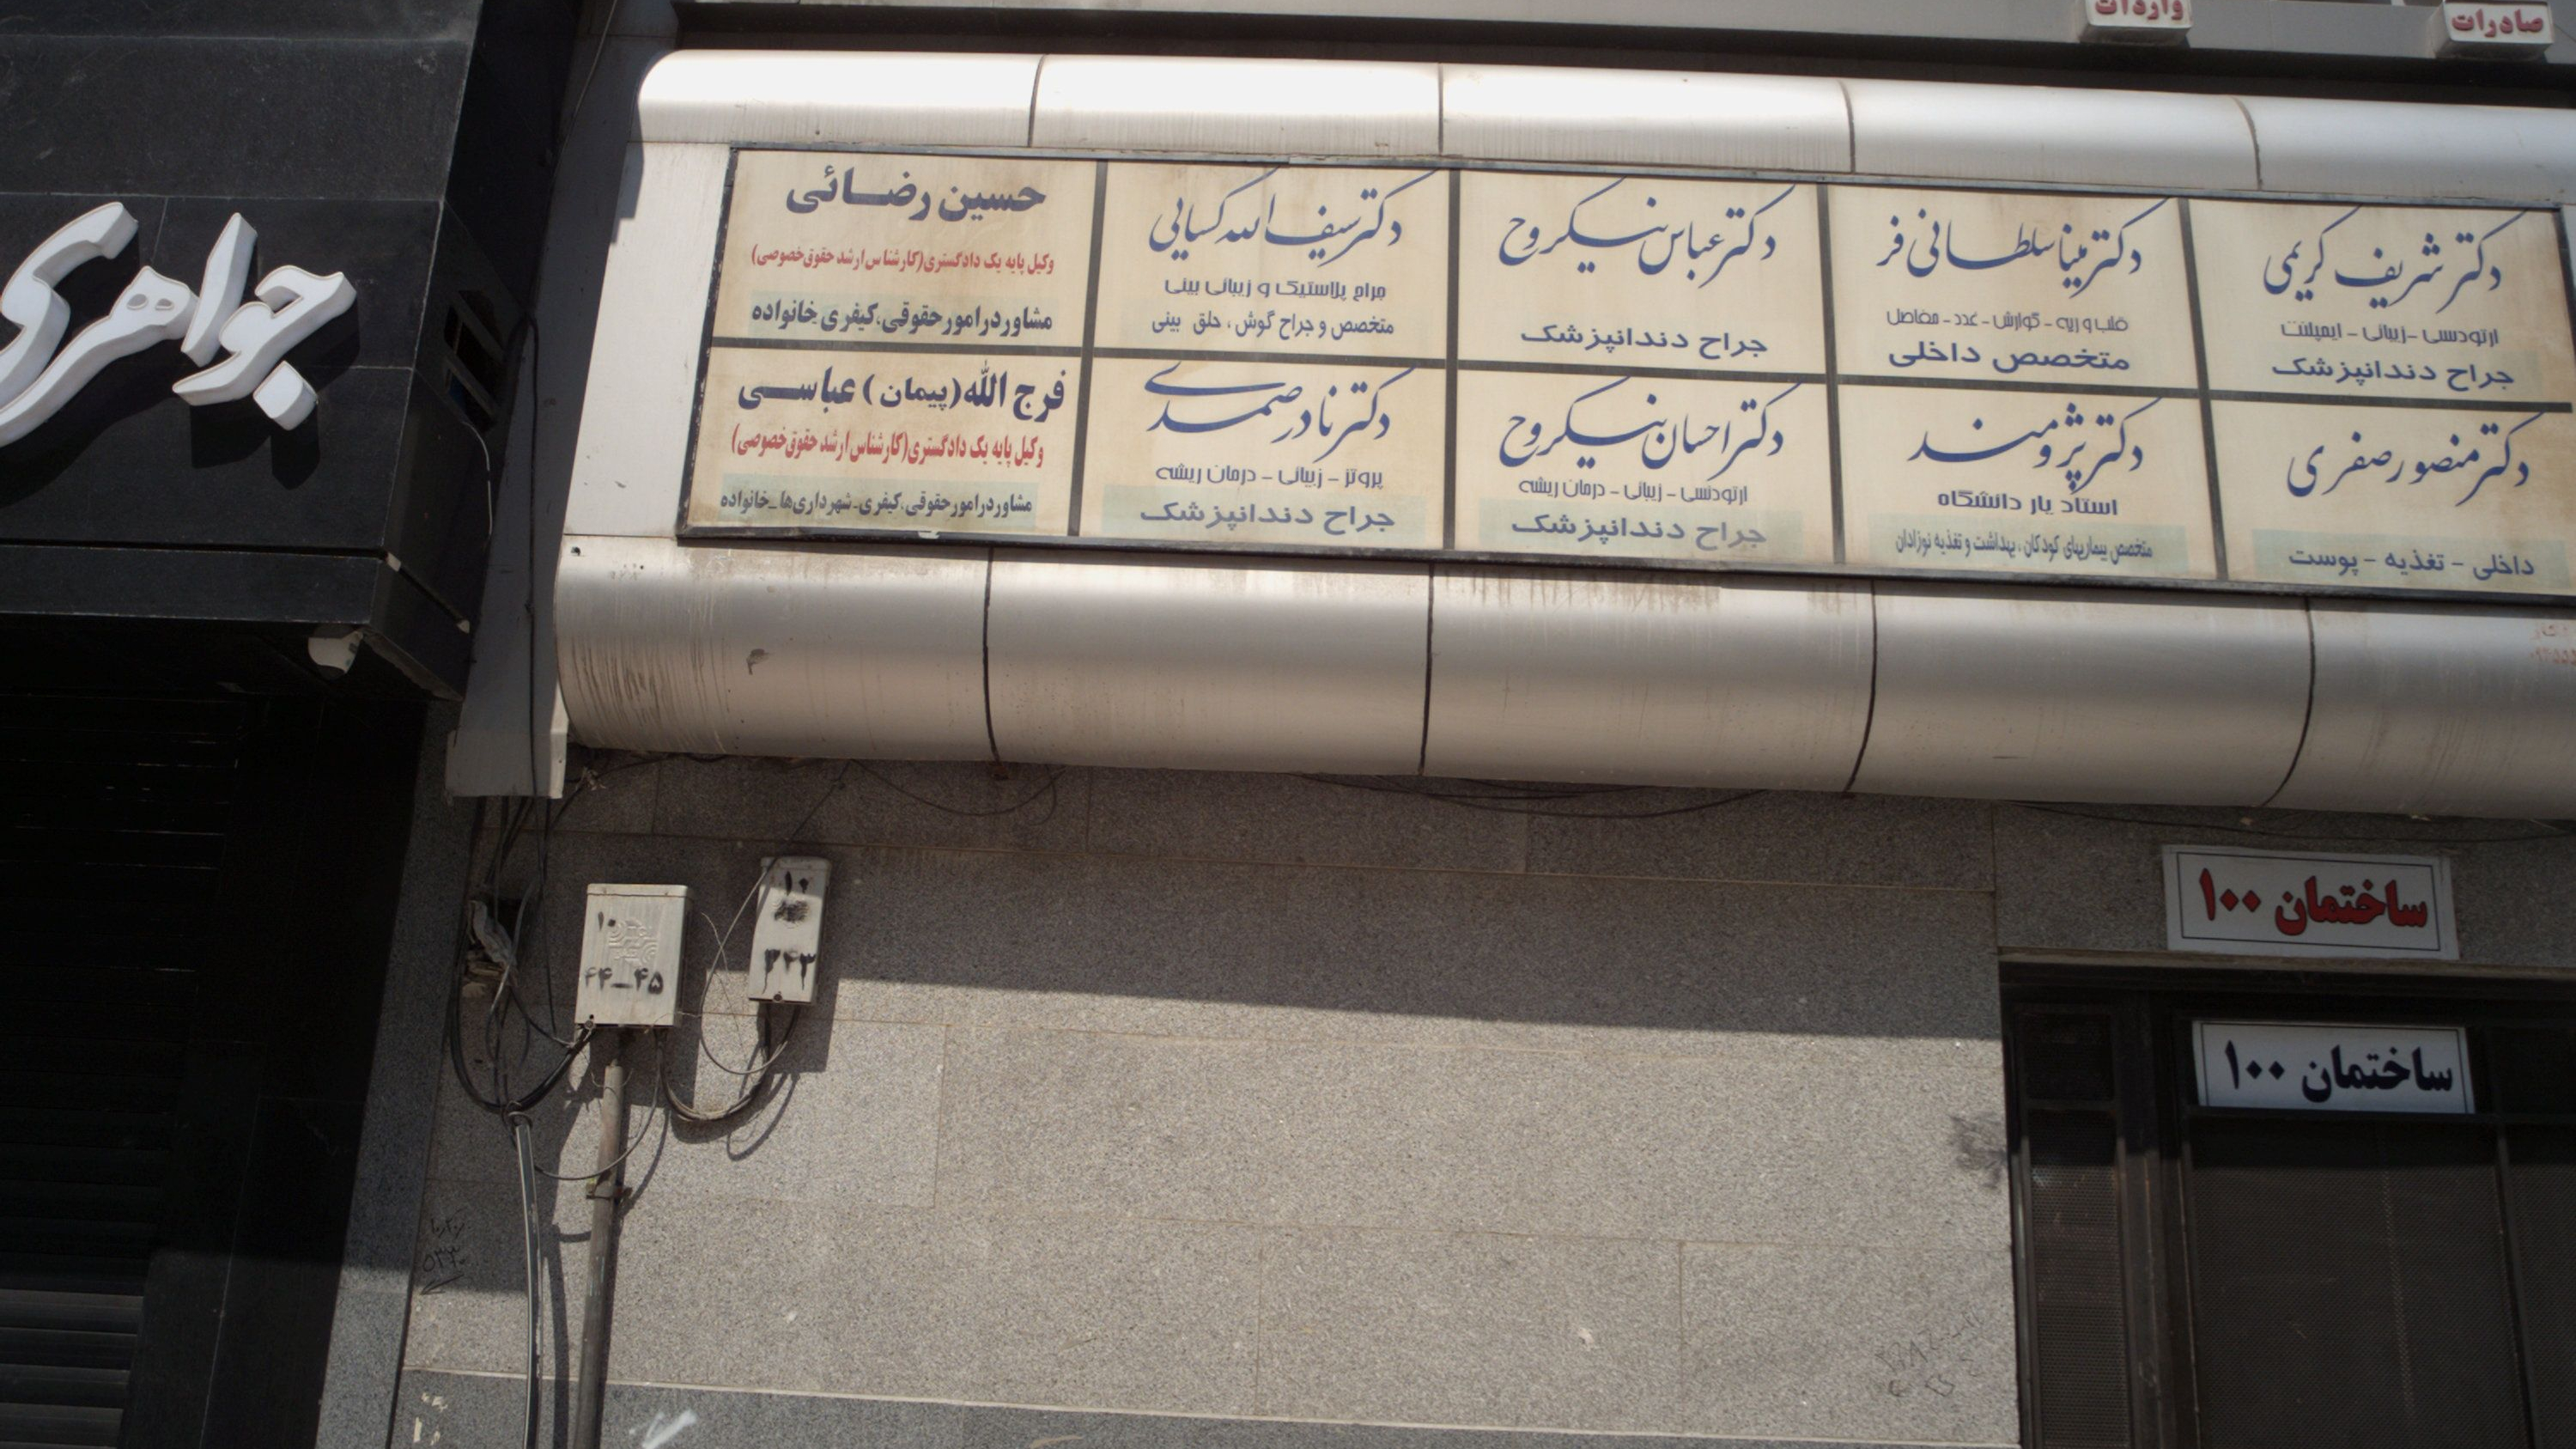 واردات
صادرات
دکتر شریف کریمی
ارتودنسی - زیبائی - ایمپلنت
جراح دندانپزشک
دکتر مینا سلطانی فر
قلب و ریه - گوارش - غدد - مفاصل
متخصص داخلی
دکتر عباس نیکروح
جراح دندانپزشک
دکتر سیف الله کسایی
جراح پلاستیک و زیبائی بینی
متخصص و جراح گوش ، حلق بینی
حسین رضائی
وکیل پایه یک دادگستری(کارشناس ارشد حقوق خصوصی)
مشاور در امور حقوقی،کیفری خانواده
دکتر منصور صفری
داخلی - تغذیه - پوست
دکتر پژومند
استاد یار دانشگاه
متخصص بیماریهای کودکان ، بهداشت و تغذیه نوزادان
دکتر احسان نیکروح
ارتودنسی - زیبائی - درمان ریشه
جراح دندانپزشک
دکتر نادر صمدی
پروتز - زیبائی - درمان ریشه
جراح دندانپزشک
فرج الله (پیمان) عباسی
وکیل پایه یک دادگستری(کارشناس ارشد حقوق خصوصی)
مشاور در امور حقوقی،کیفری-شهرداری‌ها _خانواده
جواهری
ساختمان ۱۰۰
ساختمان ۱۰۰
۱۰
۳۴۳
۱۰
۴۴_۴۵